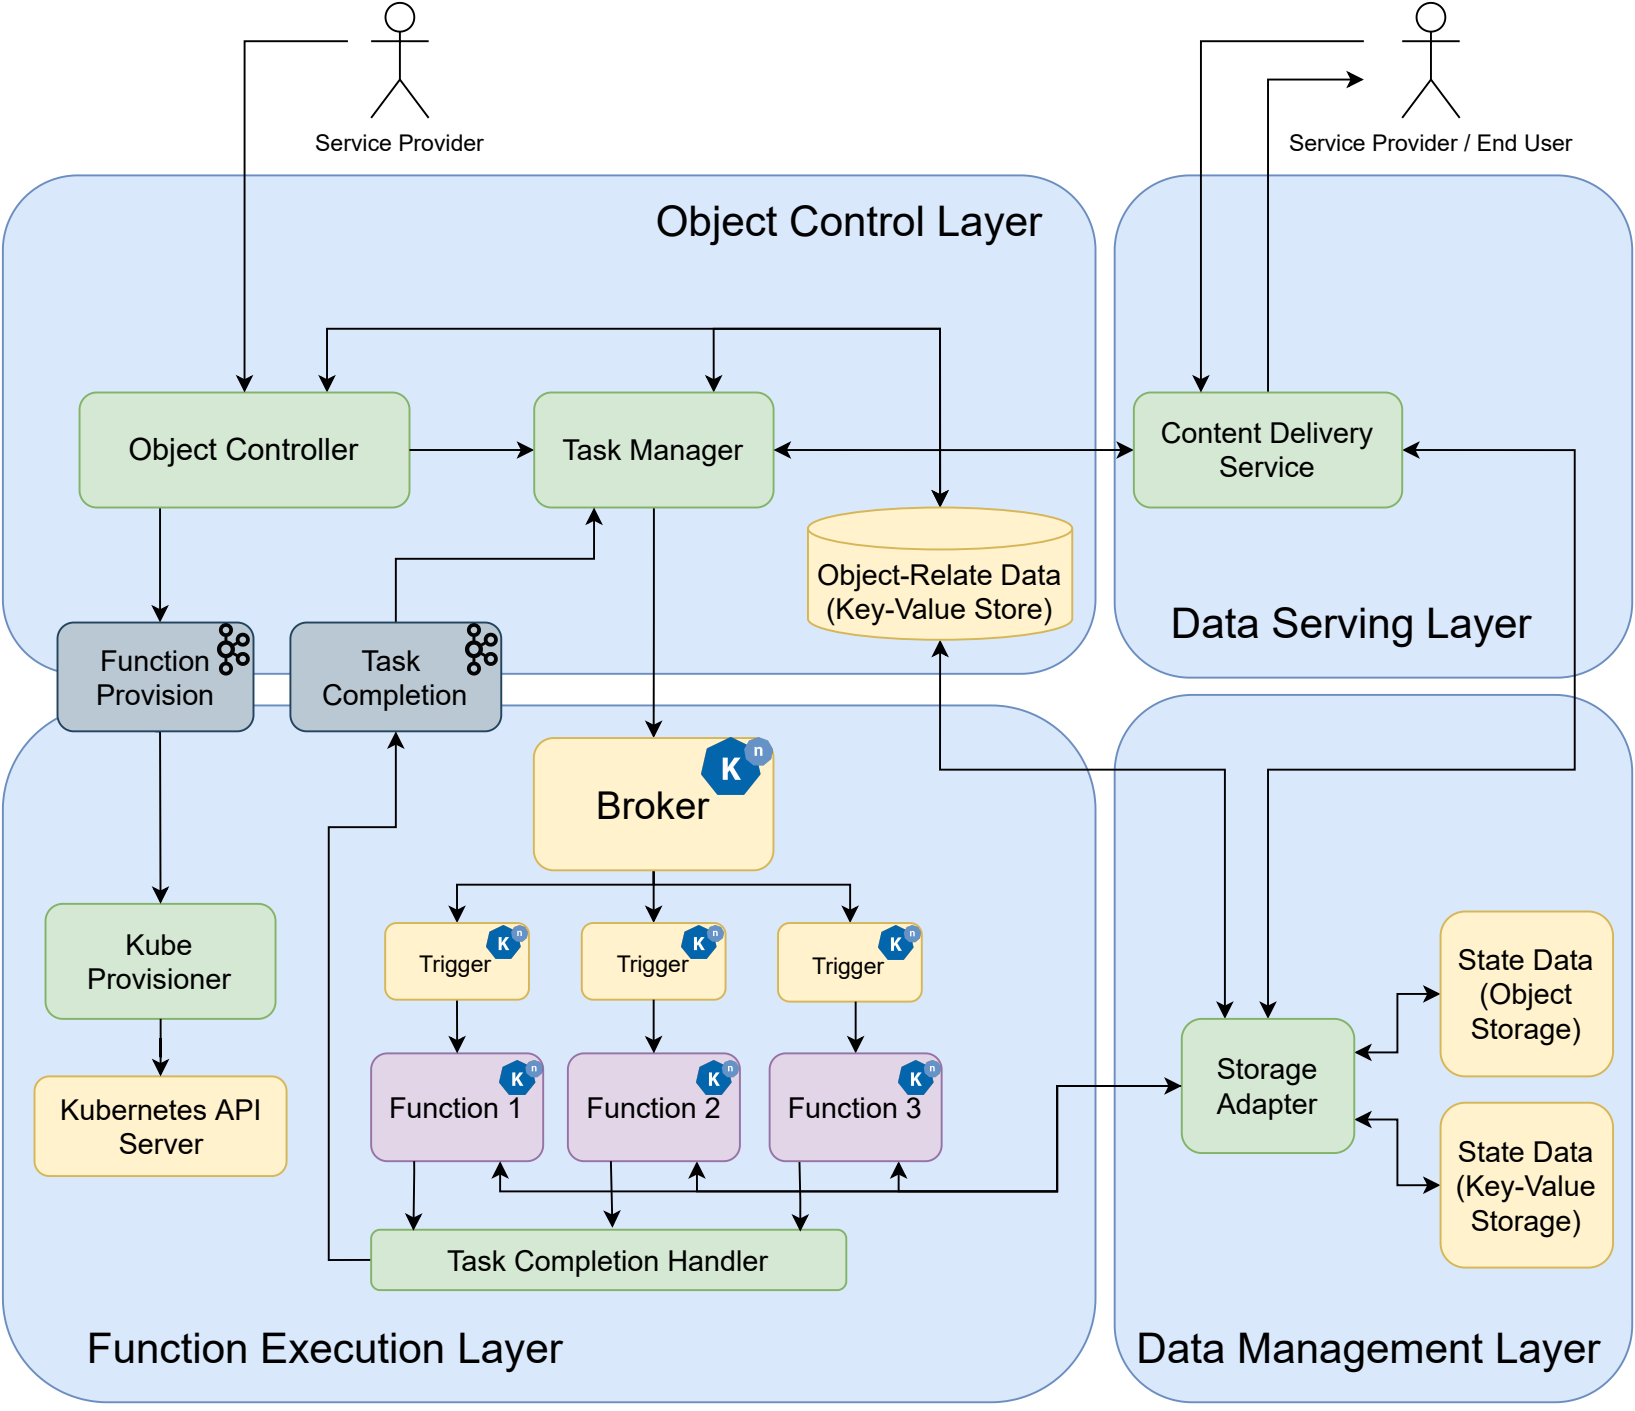 Service Provider
Service Provider / End User
Object Control Layer
Object Controller
Task Manager
Content Delivery
Service
Object-Relate Data
(Key-Value Store)
Data Serving Layer
Function
Provision
Task
Completion
Broker
K
n
Kube
Provisioner
Trigger
K
n
Trigger
K
n
Trigger
K
n
Kubernetes API
Server
Function 1
K
n
Function 2
K
n
Function 3
K
n
Task Completion Handler
Function Execution Layer
Storage
Adapter
State Data
(Object
Storage)
State Data
(Key-Value
Storage)
Data Management Layer